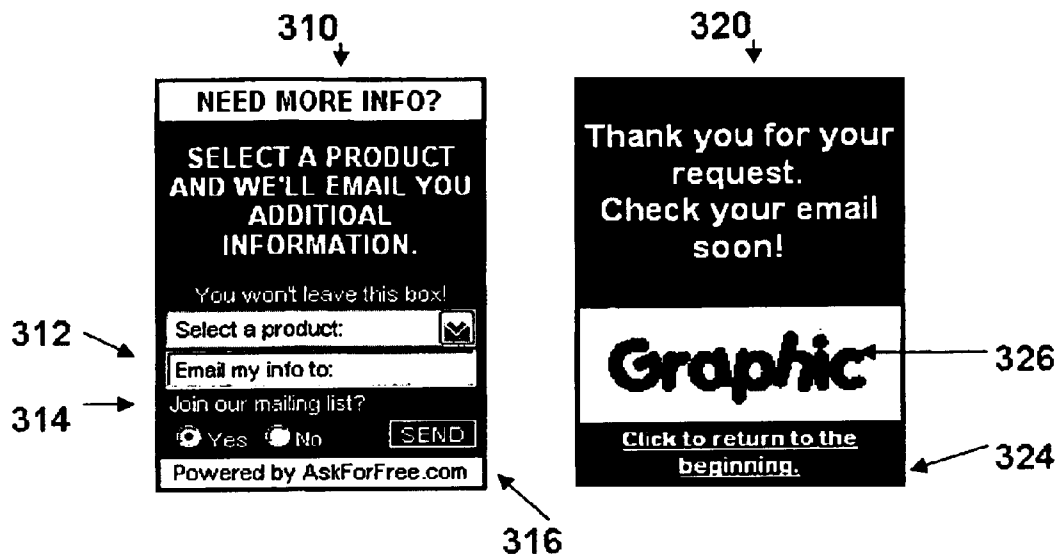 310
320
NEED MORE INFO?
SELECT A PRODUCT
AND WE'LL EMAIL YOU
ADDITIOAL
INFORMATION.
You won't leave this box!
Select a product:
Email my info to:
Join our mailing list?
Yes No SEND
Powered by AskForFree.com
312
314
316
Thank you for your
request.
Check your email
soon!
Graphic
Click to return to the
beginning.
326
324